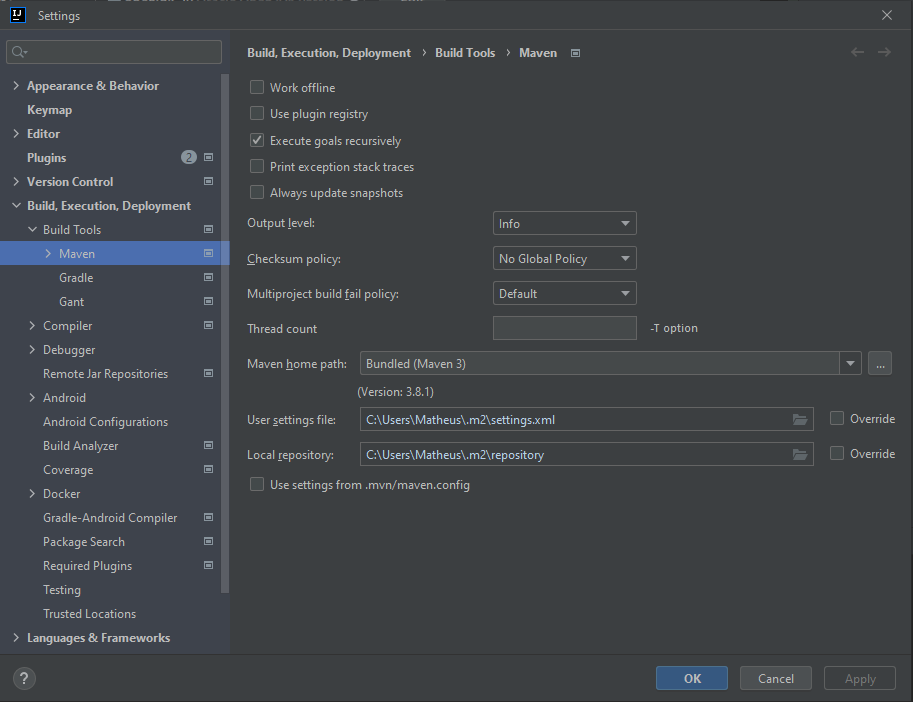 IJ Settings
Build, Execution, Deployment › Build Tools › Maven
Appearance & Behavior
Keymap
Editor
Plugins 2
Version Control
Build, Execution, Deployment
Build Tools
Maven
Gradle
Gant
Compiler
Debugger
Remote Jar Repositories
Android
Android Configurations
Build Analyzer
Coverage
Docker
Gradle-Android Compiler
Package Search
Required Plugins
Testing
Trusted Locations
Languages & Frameworks
Work offline
Use plugin registry
Execute goals recursively
Print exception stack traces
Always update snapshots
Output level: Info
Checksum policy: No Global Policy
Multiproject build fail policy: Default
Thread count -T option
Maven home path: Bundled (Maven 3) ...
(Version: 3.8.1)
User settings file: C:\Users\Matheus\.m2\settings.xml Override
Local repository: C:\Users\Matheus\.m2\repository Override
Use settings from .mvn/maven.config
? OK Cancel Apply